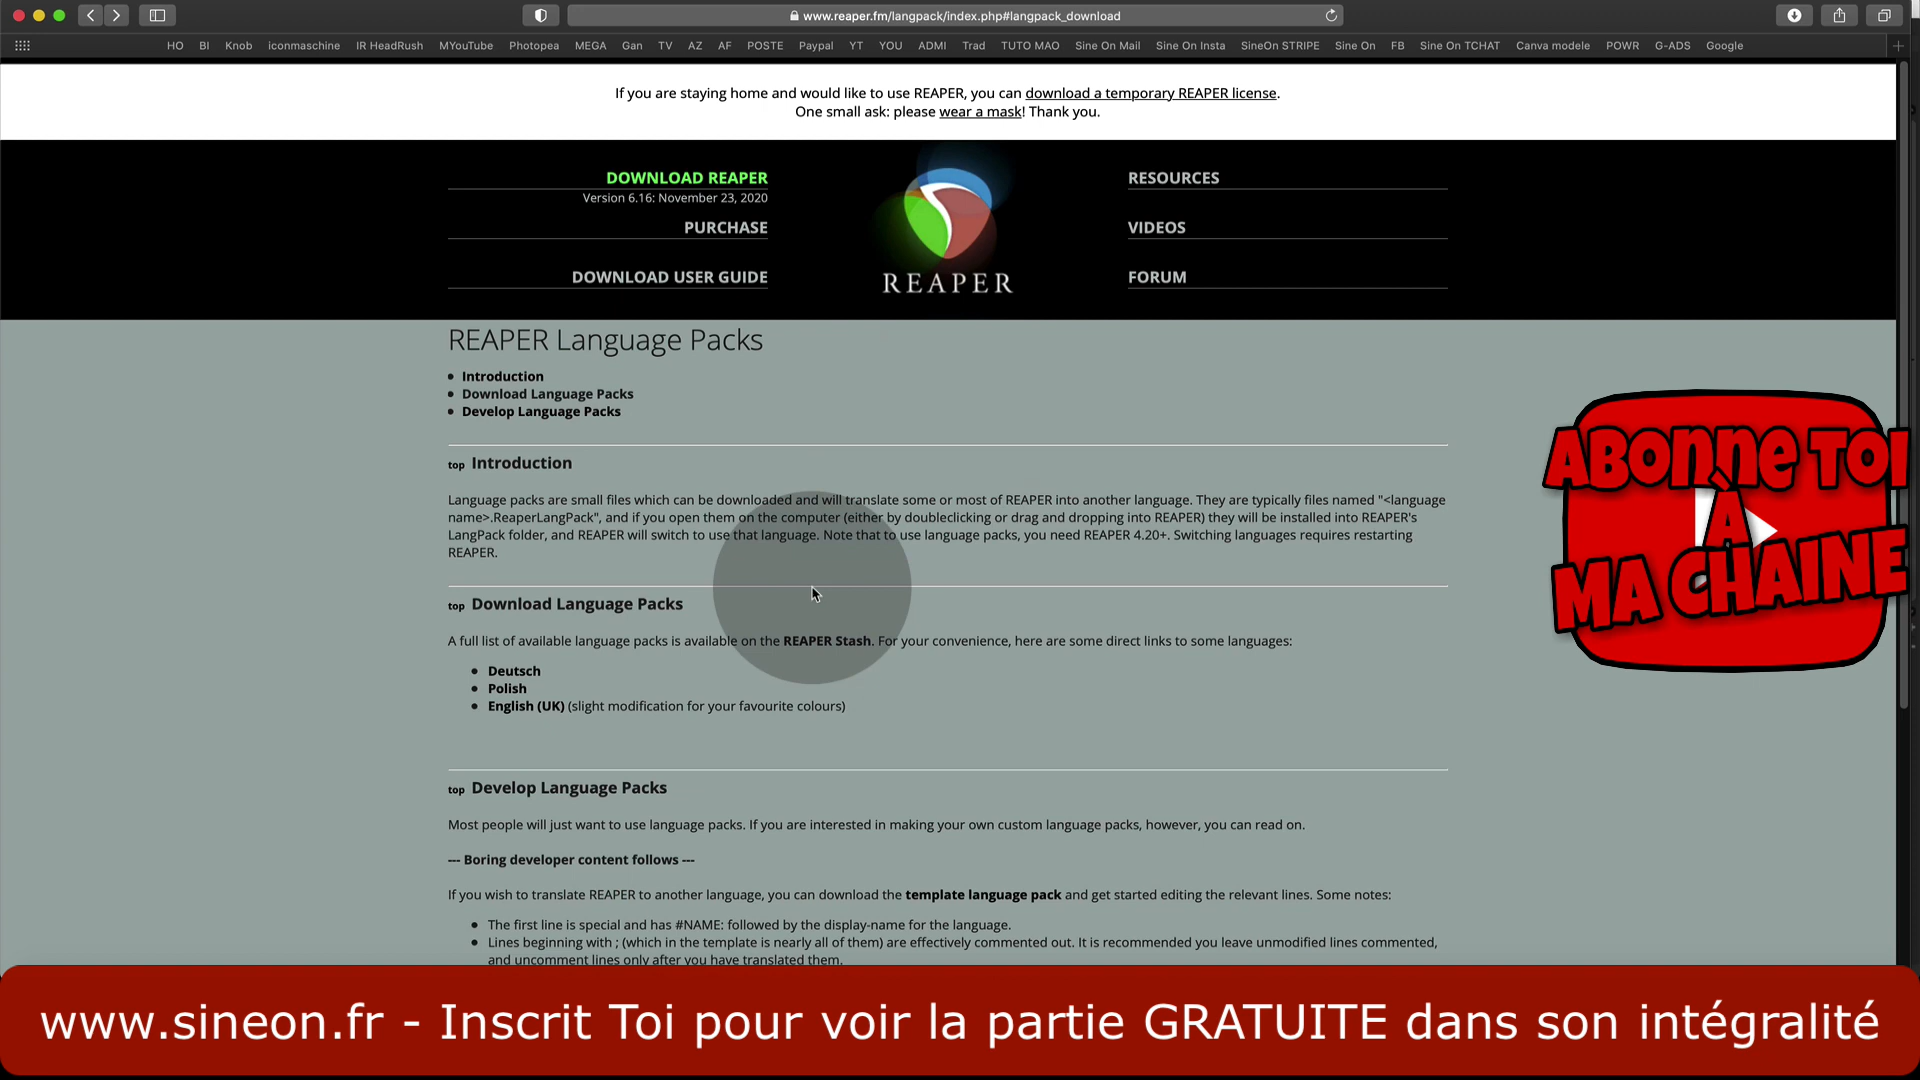 www.reaper.fm/langpack/index.php#langpack_download
HO BI Knob iconmaschine IR HeadRush MYouTube Photopea MEGA Gan TV AZ AF POSTE Paypal YT YOU ADMI Trad TUTO MAO Sine On Mail Sine On Insta SineOn STRIPE Sine On FB Sine On TCHAT Canva modele POWR G-ADS Google
If you are staying home and would like to use REAPER, you can download a temporary REAPER license.
One small ask: please wear a mask! Thank you.
DOWNLOAD REAPER
Version 6.16: November 23, 2020
PURCHASE
DOWNLOAD USER GUIDE
REAPER
RESOURCES
VIDEOS
FORUM
REAPER Language Packs
• Introduction
• Download Language Packs
• Develop Language Packs
top Introduction
Language packs are small files which can be downloaded and will translate some or most of REAPER into another language. They are typically files named "<language
name>.ReaperLangPack", and if you open them on the computer (either by doubleclicking or drag and dropping into REAPER) they will be installed into REAPER's
LangPack folder, and REAPER will switch to use that language. Note that to use language packs, you need REAPER 4.20+. Switching languages requires restarting
REAPER.
top Download Language Packs
A full list of available language packs is available on the REAPER Stash. For your convenience, here are some direct links to some languages:
• Deutsch
• Polish
• English (UK) (slight modification for your favourite colours)
top Develop Language Packs
Most people will just want to use language packs. If you are interested in making your own custom language packs, however, you can read on.
--- Boring developer content follows ---
If you wish to translate REAPER to another language, you can download the template language pack and get started editing the relevant lines. Some notes:
• The first line is special and has #NAME: followed by the display-name for the language.
• Lines beginning with ; (which in the template is nearly all of them) are effectively commented out. It is recommended you leave unmodified lines commented,
and uncomment lines only after you have translated them.
ABonne Toi
À
MA CHAINE
www.sineon.fr - Inscrit Toi pour voir la partie GRATUITE dans son intégralité